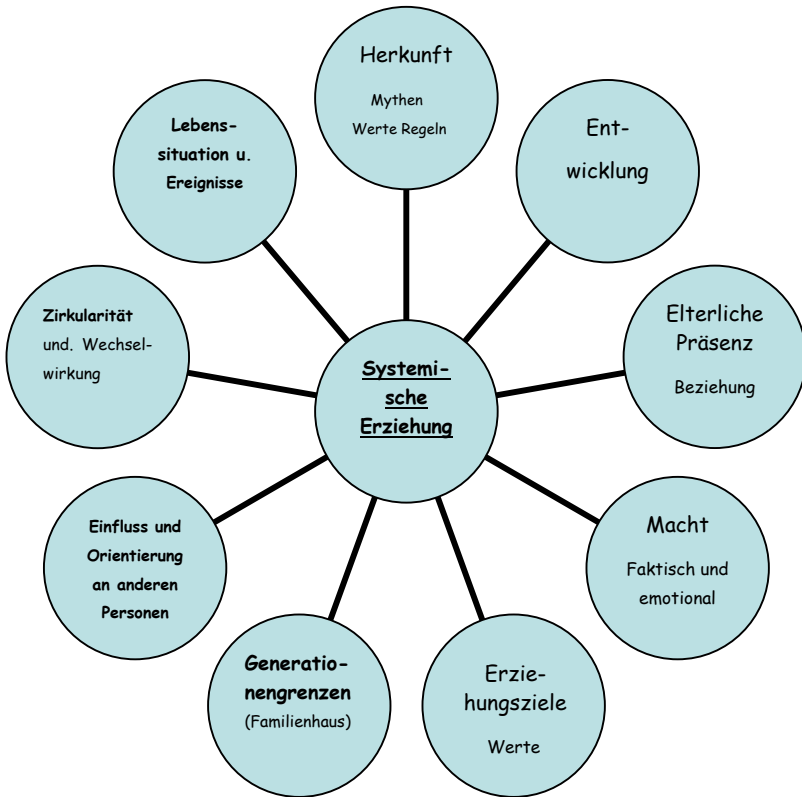 Herkunft
Mythen
Werte Regeln
Ent-
wicklung
Elterliche
Präsenz
Beziehung
Macht
Faktisch und
emotional
Erzie-
hungsziele
Werte
Generatio-
nengrenzen
(Familienhaus)
Einfluss und
Orientierung
an anderen
Personen
Zirkularität
und. Wechsel-
wirkung
Lebens-
situation u.
Ereignisse
Systemi-
sche
Erziehung